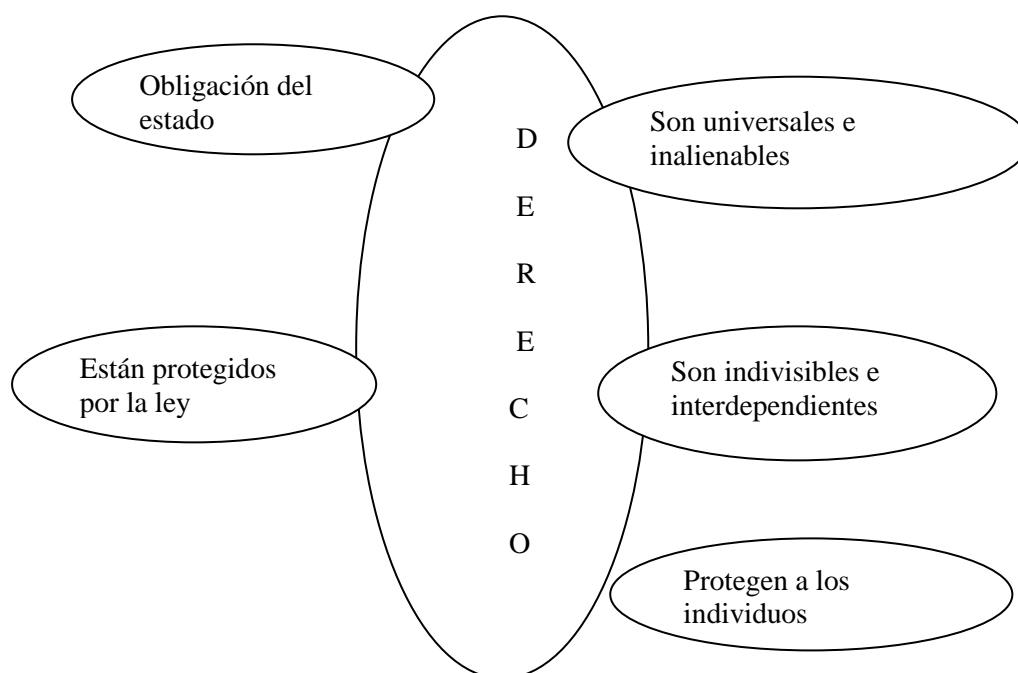 Obligación del
estado
Están protegidos
por la ley
D
E
R
E
C
H
O
Son universales e
inalienables
Son indivisibles e
interdependientes
Protegen a los
individuos